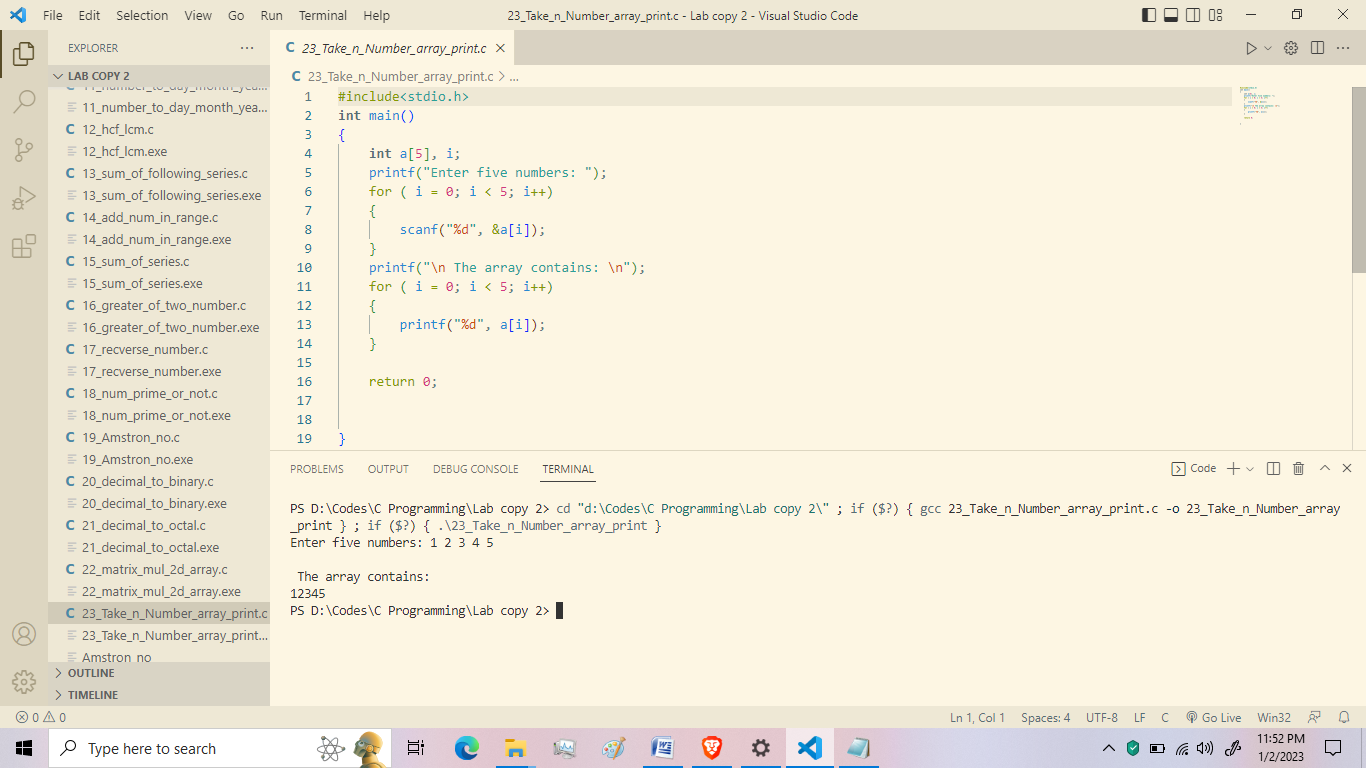 File Edit Selection View Go Run Terminal Help
23_Take_n_Number_array_print.c - Lab copy 2 - Visual Studio Code
EXPLORER
LAB COPY 2
11_number_to_day_month_yea...
11_number_to_day_month_yea...
12_hcf_lcm.c
12_hcf_lcm.exe
13_sum_of_following_series.c
13_sum_of_following_series.exe
14_add_num_in_range.c
14_add_num_in_range.exe
15_sum_of_series.c
15_sum_of_series.exe
16_greater_of_two_number.c
16_greater_of_two_number.exe
17_recverse_number.c
17_recverse_number.exe
18_num_prime_or_not.c
18_num_prime_or_not.exe
19_Amstron_no.c
19_Amstron_no.exe
20_decimal_to_binary.c
20_decimal_to_binary.exe
21_decimal_to_octal.c
21_decimal_to_octal.exe
22_matrix_mul_2d_array.c
22_matrix_mul_2d_array.exe
23_Take_n_Number_array_print.c
23_Take_n_Number_array_print...
Amstron_no
OUTLINE
TIMELINE
C 23_Take_n_Number_array_print.c
C 23_Take_n_Number_array_print.c > ...
1 #include<stdio.h>
2 int main()
3 {
4 int a[5], i;
5 printf("Enter five numbers: ");
6 for ( i = 0; i < 5; i++)
7 {
8 scanf("%d", &a[i]);
9 }
10 printf("\n The array contains: \n");
11 for ( i = 0; i < 5; i++)
12 {
13 printf("%d", a[i]);
14 }
15
16 return 0;
17
18
19 }
PROBLEMS OUTPUT DEBUG CONSOLE TERMINAL
Code
PS D:\Codes\C Programming\Lab copy 2> cd "d:\Codes\C Programming\Lab copy 2\" ; if ($?) { gcc 23_Take_n_Number_array_print.c -o 23_Take_n_Number_array
_print } ; if ($?) { .\23_Take_n_Number_array_print }
Enter five numbers: 1 2 3 4 5
The array contains:
12345
PS D:\Codes\C Programming\Lab copy 2>
0 0
Ln 1, Col 1 Spaces: 4 UTF-8 LF C Go Live Win32
Type here to search
11:52 PM
1/2/2023